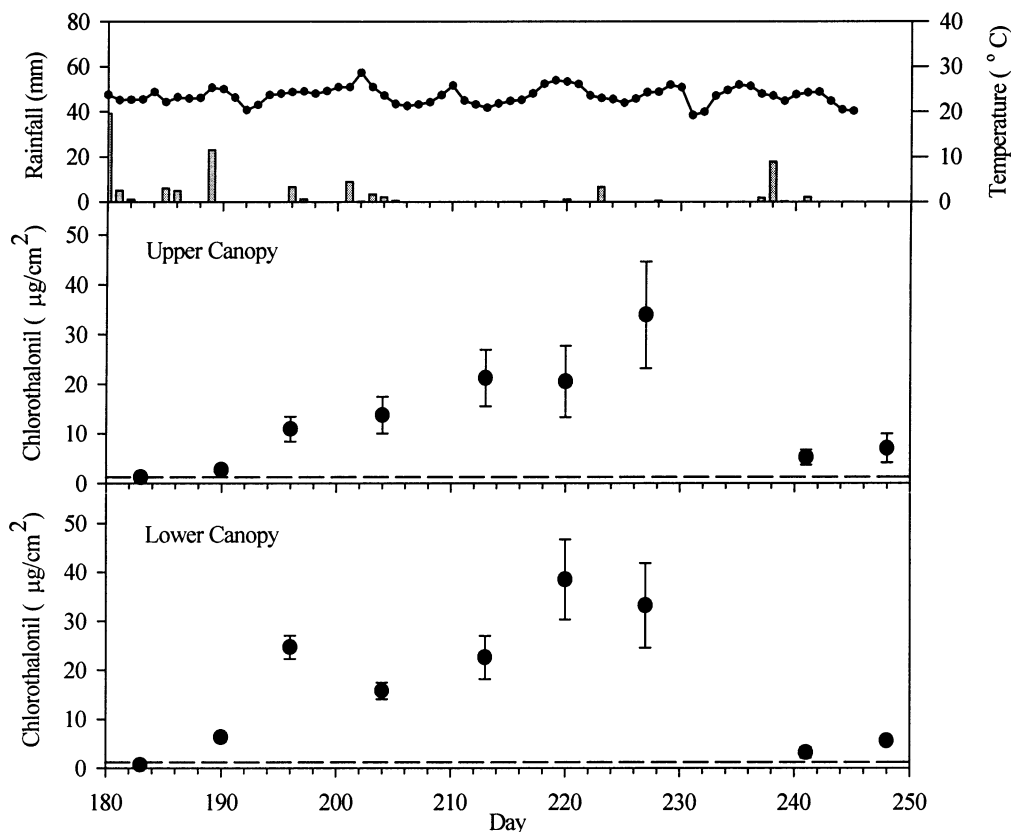 Rainfall (mm)
80
60
40
20
0
Temperature ( °C)
40
30
20
10
0
Upper Canopy
Chlorothalonil ( µg/cm2)
50
40
30
20
10
0
Lower Canopy
Chlorothalonil ( µg/cm2)
50
40
30
20
10
0
180 190 200 210 220 230 240 250
Day